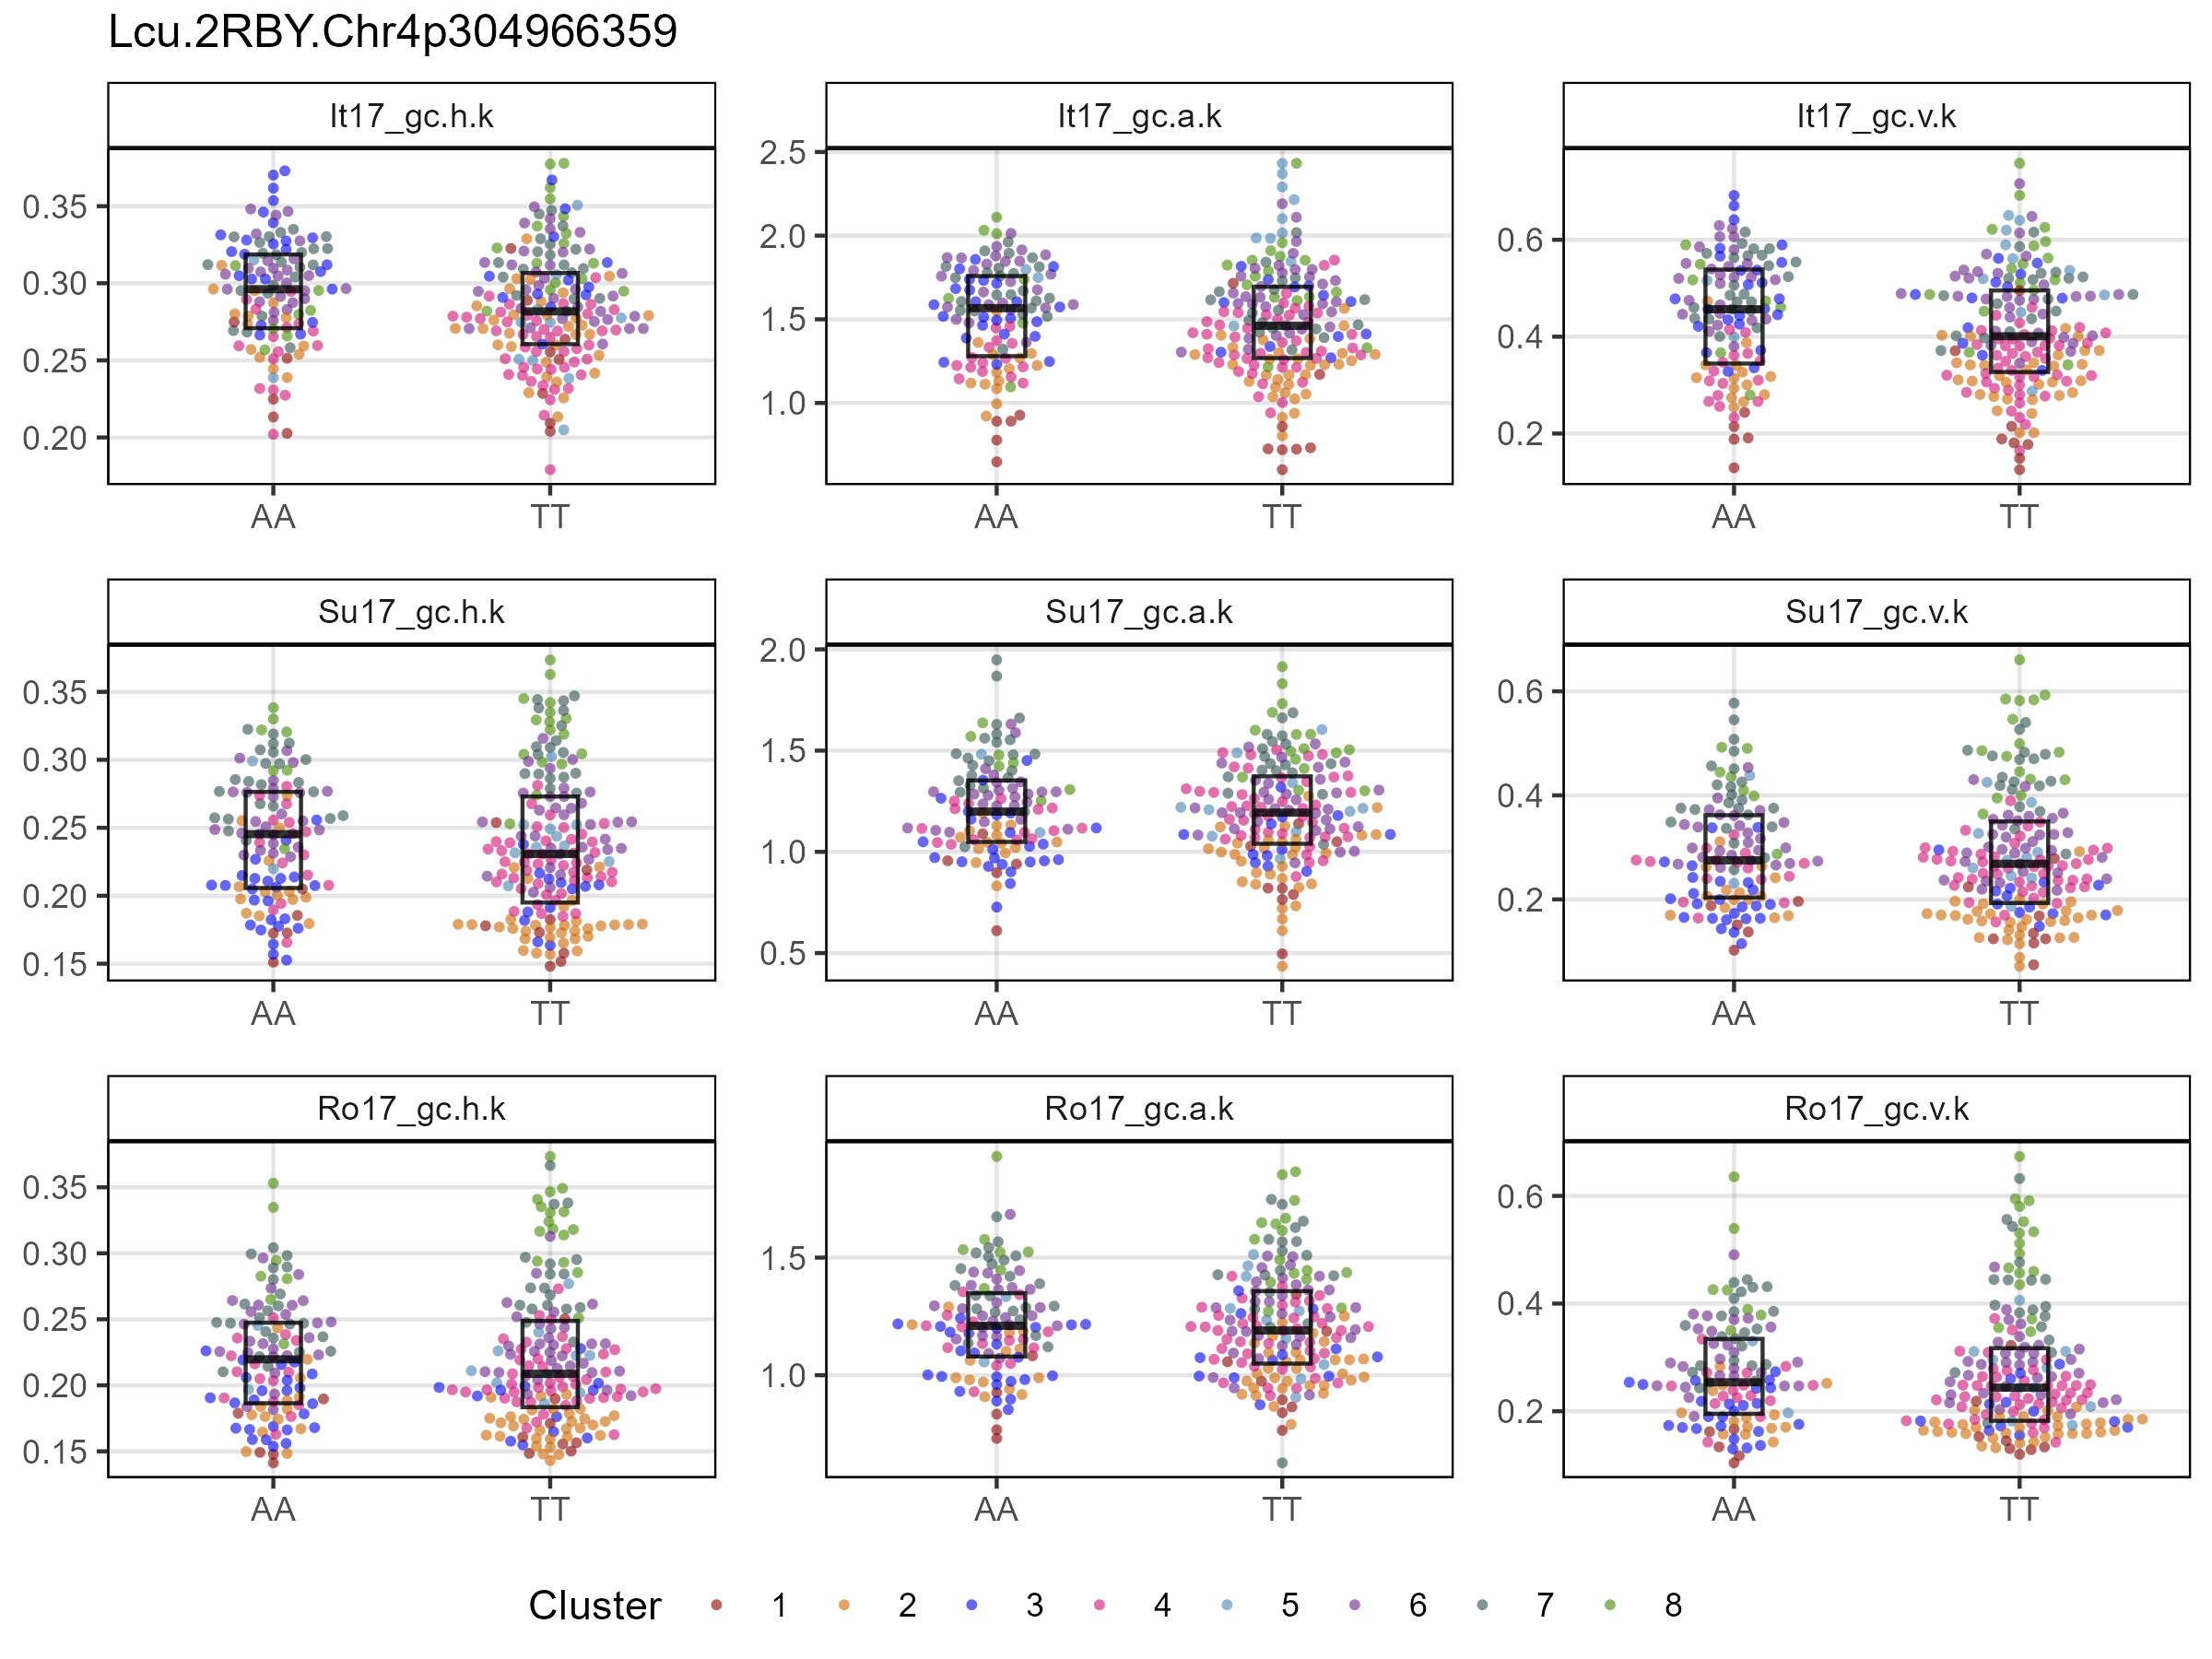 Lcu.2RBY.Chr4p304966359
It17_gc.h.k
It17_gc.a.k
It17_gc.v.k
0.35
0.30
0.25
0.20
2.5
2.0
1.5
1.0
0.6
0.4
0.2
AA TT
AA TT
AA TT
Su17_gc.h.k
Su17_gc.a.k
Su17_gc.v.k
0.35
0.30
0.25
0.20
0.15
2.0
1.5
1.0
0.5
0.6
0.4
0.2
AA TT
AA TT
AA TT
Ro17_gc.h.k
Ro17_gc.a.k
Ro17_gc.v.k
0.35
0.30
0.25
0.20
0.15
1.5
1.0
0.6
0.4
0.2
AA TT
AA TT
AA TT
Cluster 1 2 3 4 5 6 7 8